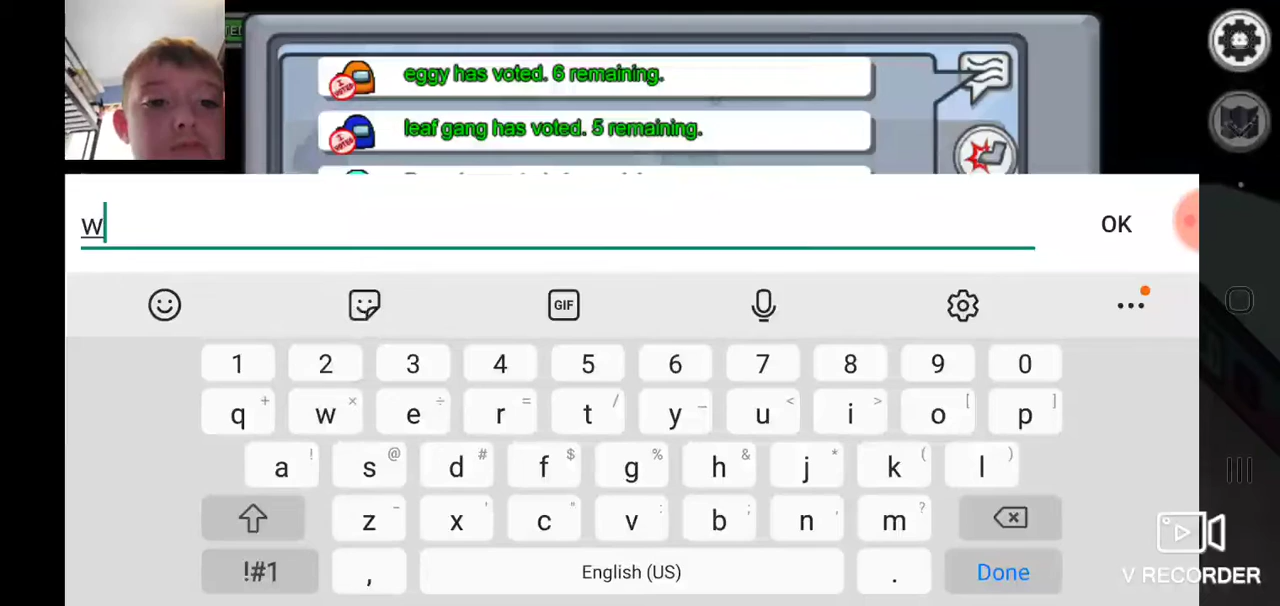 eggy has voted. 6 remaining.
leaf gang has voted. 5 remaining.
w
OK
GIF
1 2 3 4 5 6 7 8 9 0
q + w × e ÷ r = t / y _ u < i > o [ p ]
a ! s @ d # f $ g % h & j * k ( l )
z - x ' c " v : b ; n , m ?
!#1 , English (US) . Done
V RECORDER